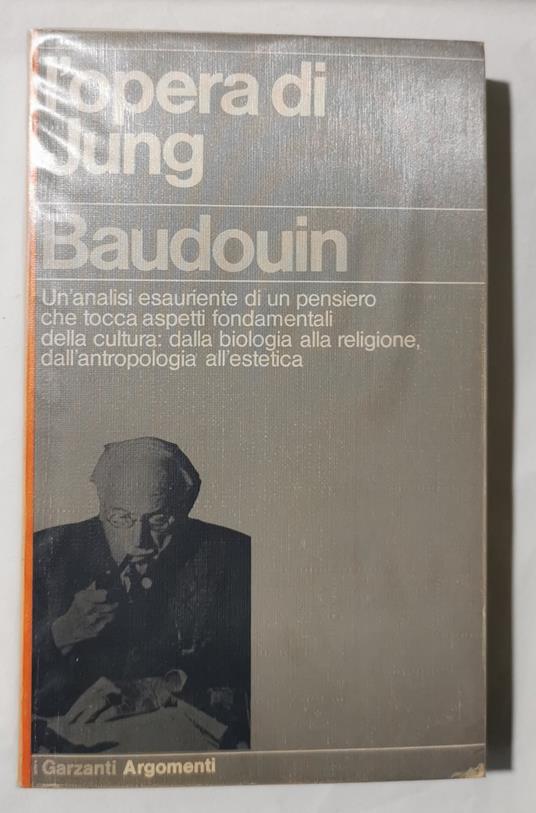 l'opera di
Jung
Baudouin
Un'analisi esauriente di un pensiero
che tocca aspetti fondamentali
della cultura: dalla biologia alla religione,
dall'antropologia all'estetica
i Garzanti Argomenti